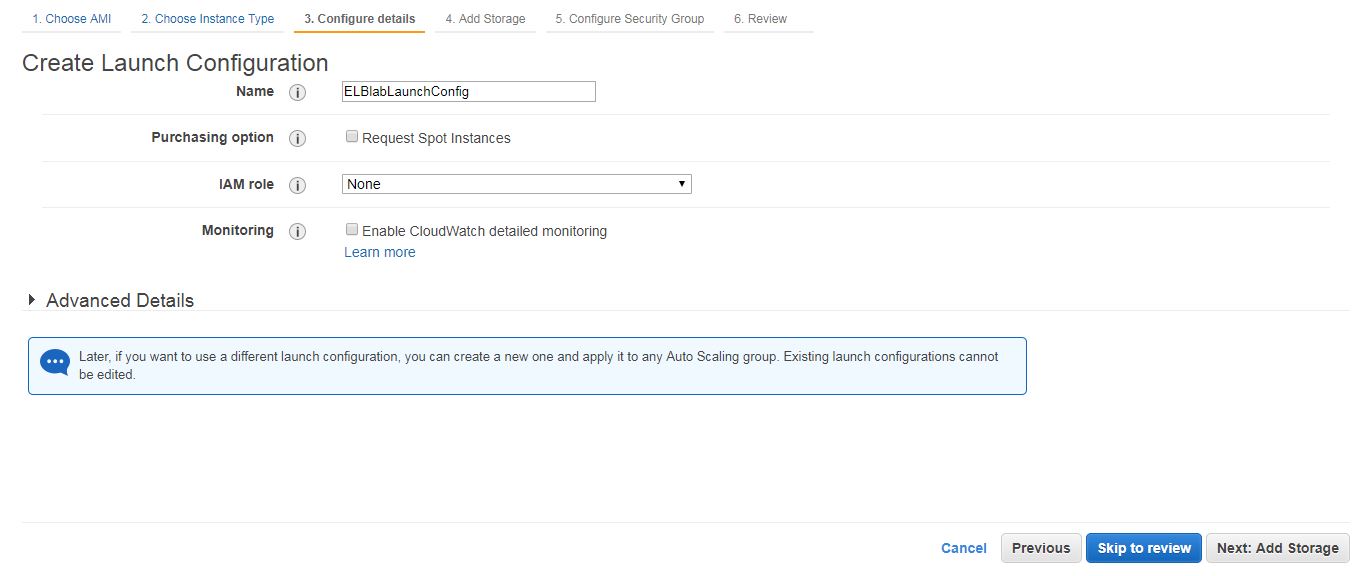 1. Choose AMI 2. Choose Instance Type 3. Configure details 4. Add Storage 5. Configure Security Group 6. Review
Create Launch Configuration
Name i ELBlabLaunchConfig
Purchasing option i Request Spot Instances
IAM role i None
Monitoring i Enable CloudWatch detailed monitoring
Learn more
Advanced Details
Later, if you want to use a different launch configuration, you can create a new one and apply it to any Auto Scaling group. Existing launch configurations cannot
be edited.
Cancel Previous Skip to review Next: Add Storage